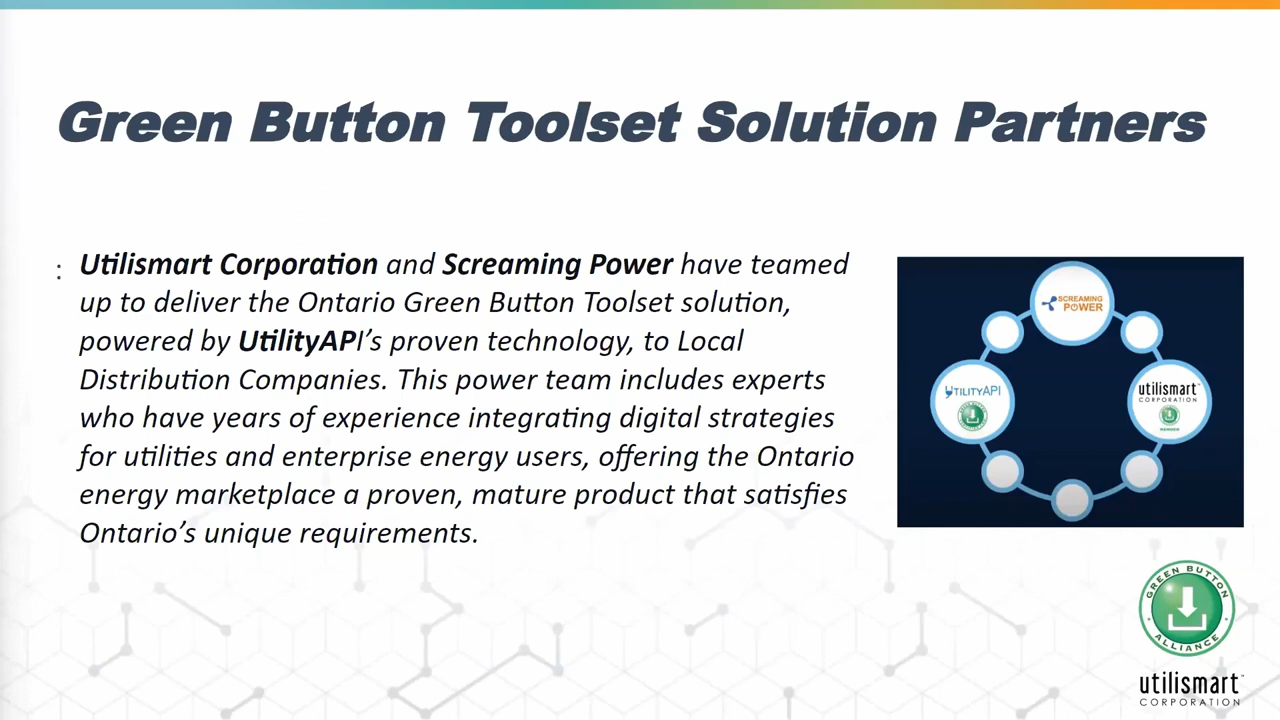 Green Button Toolset Solution Partners
: Utilismart Corporation and Screaming Power have teamed
up to deliver the Ontario Green Button Toolset solution,
powered by UtilityAPI’s proven technology, to Local
Distribution Companies. This power team includes experts
who have years of experience integrating digital strategies
for utilities and enterprise energy users, offering the Ontario
energy marketplace a proven, mature product that satisfies
Ontario’s unique requirements.
SCREAMING
POWER
UTILITYAPI
utilismart
CORPORATION
GREEN BUTTON
ALLIANCE
utilismart
CORPORATION